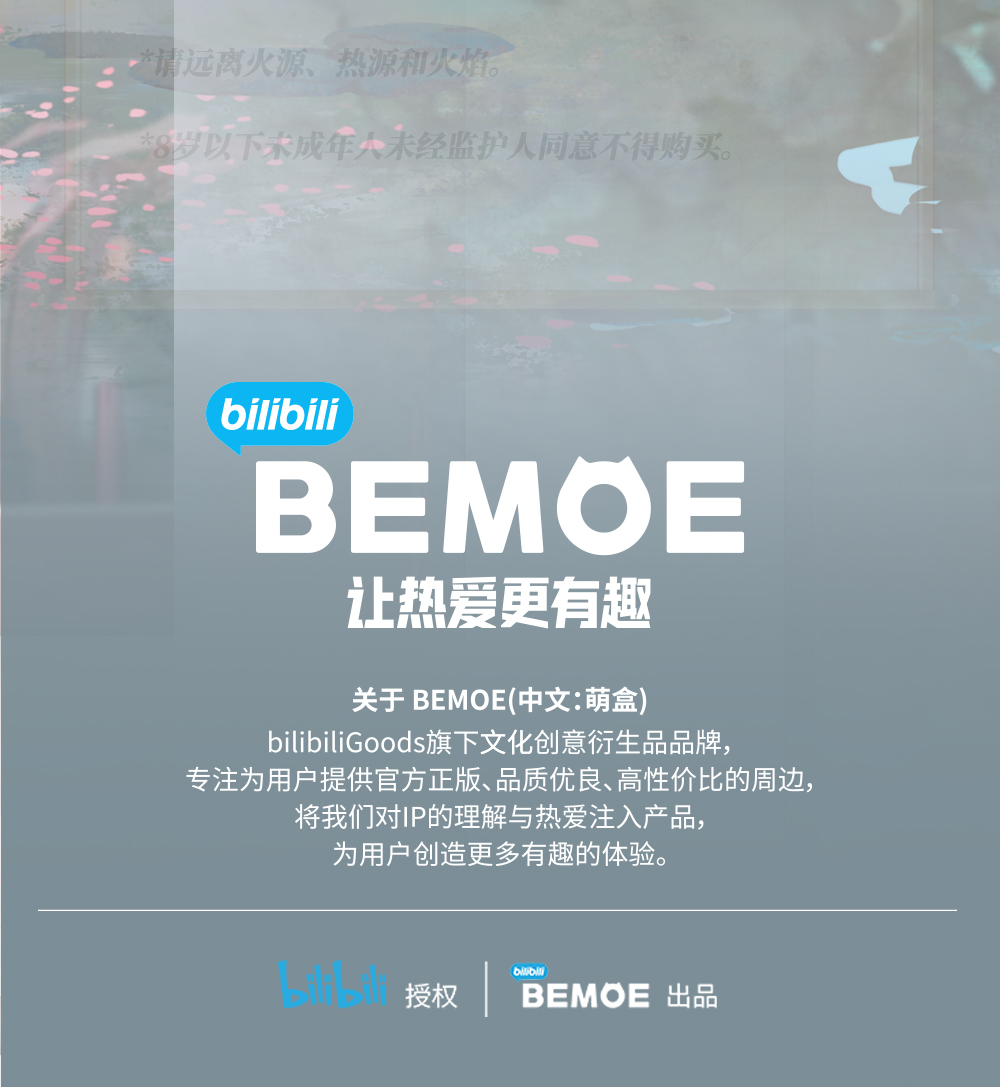 *请远离火源、热源和火焰。
*8岁以下未成年人未经监护人同意不得购买。
bilibili
BEMOE
让热爱更有趣
关于 BEMOE(中文:萌盒)
bilibiliGoods旗下文化创意衍生品品牌,
专注为用户提供官方正版、品质优良、高性价比的周边,
将我们对IP的理解与热爱注入产品,
为用户创造更多有趣的体验。
bilibili 授权 | bilibili BEMOE 出品